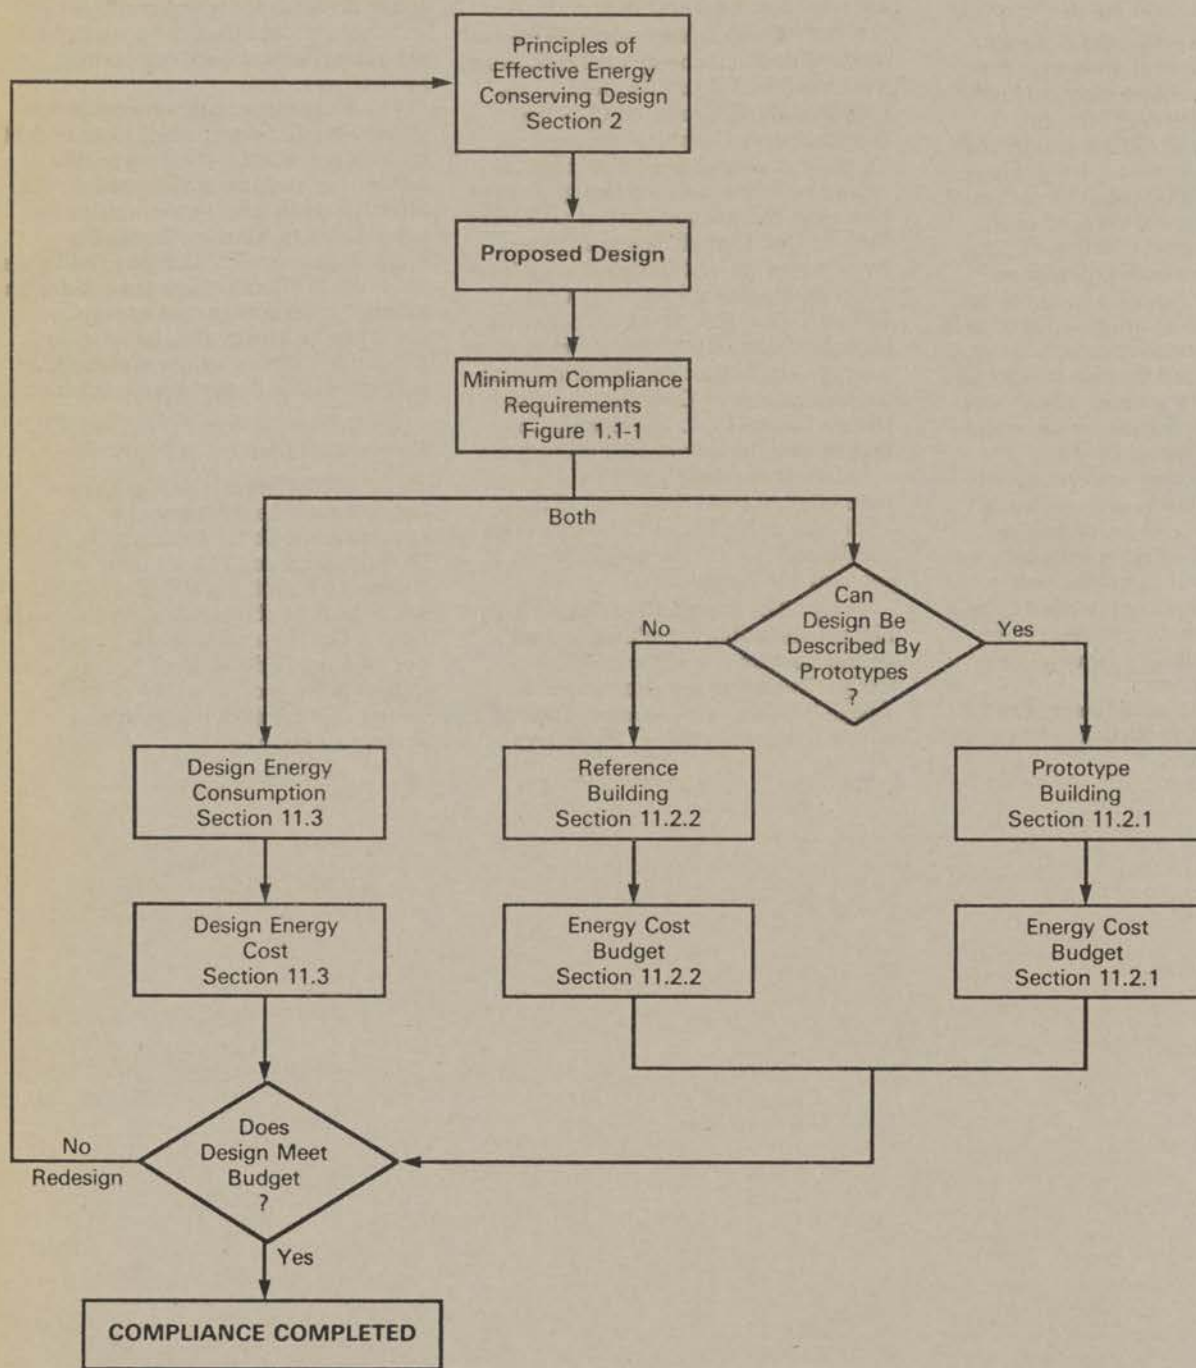 Principles of
Effective Energy
Conserving Design
Section 2
Proposed Design
Minimum Compliance
Requirements
Figure 1.1-1
Both
Can
Design Be
Described By
Prototypes
?
No
Yes
Design Energy
Consumption
Section 11.3
Reference
Building
Section 11.2.2
Prototype
Building
Section 11.2.1
Design Energy
Cost
Section 11.3
Energy Cost
Budget
Section 11.2.2
Energy Cost
Budget
Section 11.2.1
Does
Design Meet
Budget
?
No
Redesign
Yes
COMPLIANCE COMPLETED